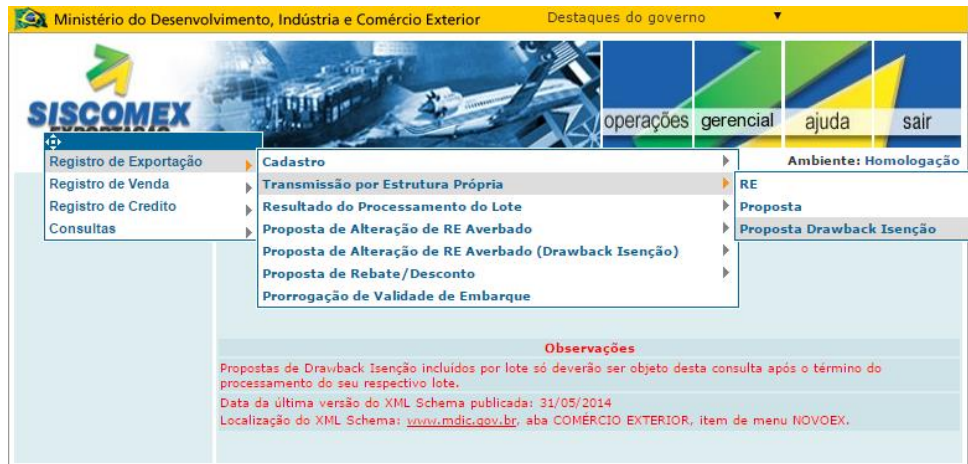 Ministério do Desenvolvimento, Indústria e Comércio Exterior Destaques do governo
SISCOMEX
EXPORTAÇÃO
operações gerencial ajuda sair
Ambiente: Homologação
Registro de Exportação
Registro de Venda
Registro de Credito
Consultas
Cadastro
Transmissão por Estrutura Própria
Resultado do Processamento do Lote
Proposta de Alteração de RE Averbado
Proposta de Alteração de RE Averbado (Drawback Isenção)
Proposta de Rebate/Desconto
Prorrogação de Validade de Embarque
RE
Proposta
Proposta Drawback Isenção
Observações
Propostas de Drawback Isenção incluidos por lote só deverão ser objeto desta consulta após o término do
processamento do seu respectivo lote.
Data da última versão do XML Schema publicada: 31/05/2014
Localização do XML Schema: www.mdic.gov.br, aba COMÉRCIO EXTERIOR, item de menu NOVOEX.